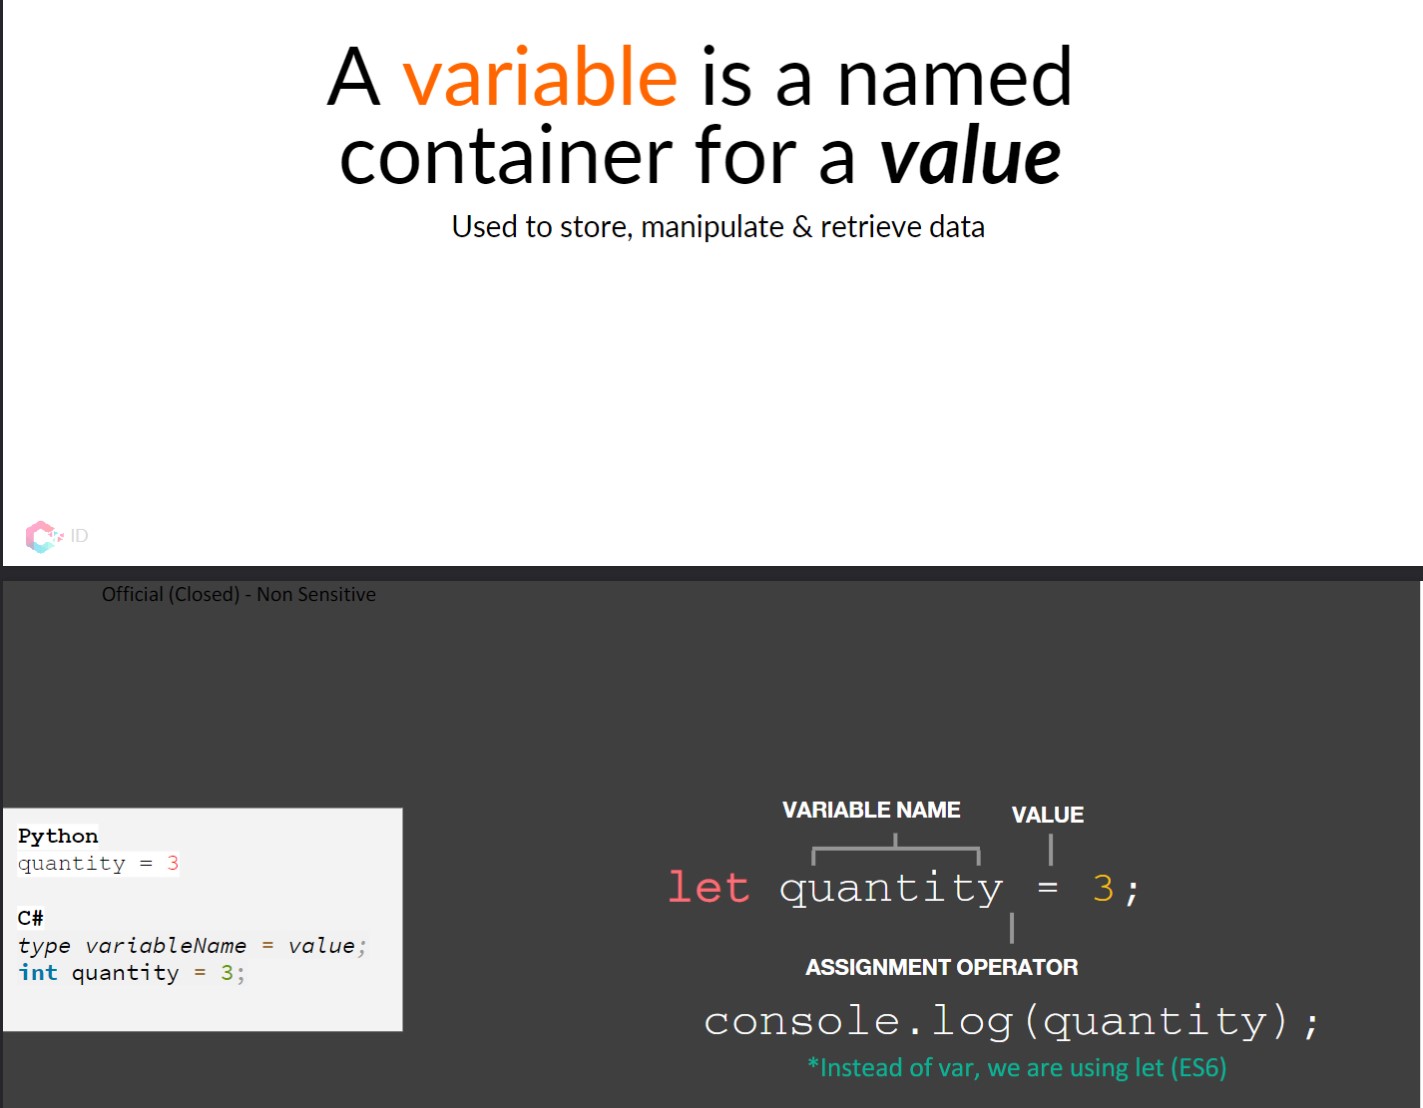 A variable is a named
container for a value
Used to store, manipulate & retrieve data
ID
Official (Closed) - Non Sensitive
Python
quantity = 3
C#
type variableName = value;
int quantity = 3;
VARIABLE NAME
VALUE
let quantity = 3;
ASSIGNMENT OPERATOR
console.log(quantity);
*Instead of var, we are using let (ES6)